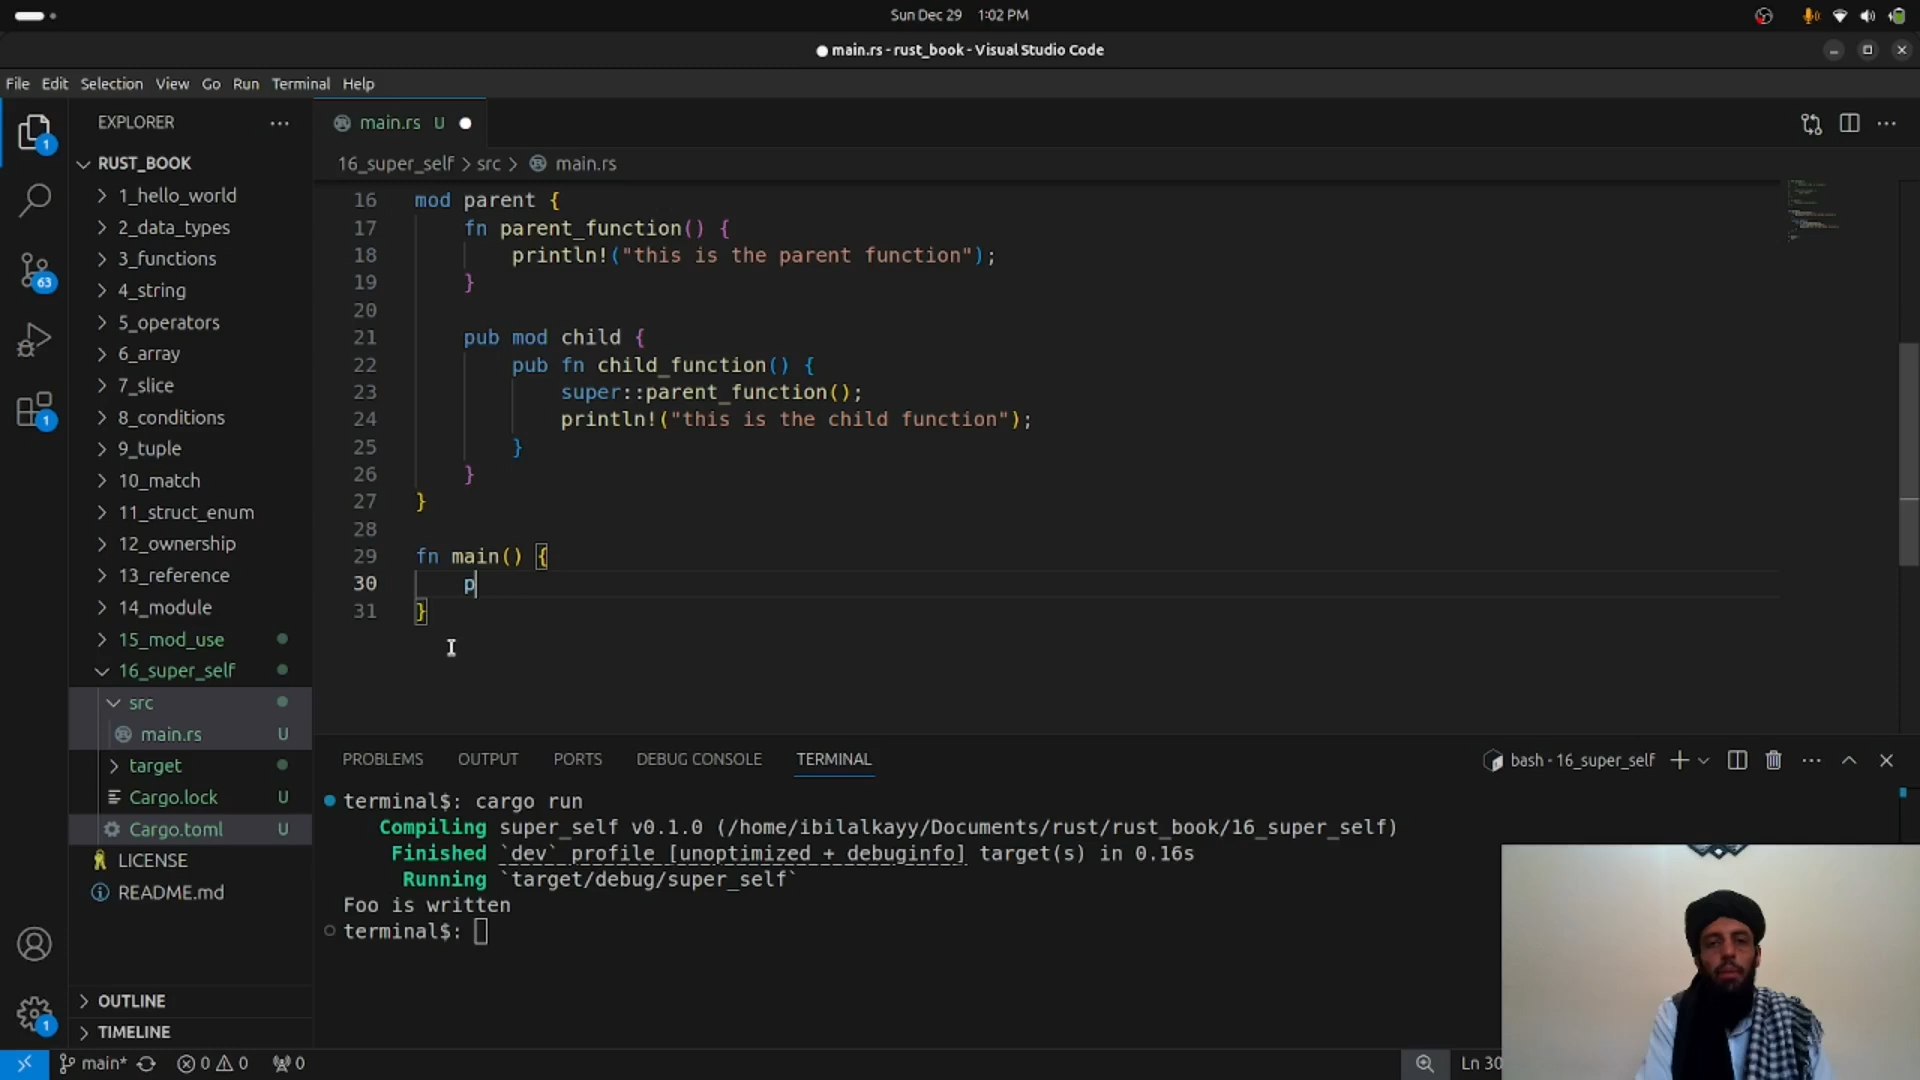 Sun Dec 29 1:02 PM
main.rs - rust_book - Visual Studio Code
File Edit Selection View Go Run Terminal Help
EXPLORER
RUST_BOOK
1_hello_world
2_data_types
3_functions
4_string
5_operators
6_array
7_slice
8_conditions
9_tuple
10_match
11_struct_enum
12_ownership
13_reference
14_module
15_mod_use
16_super_self
src
main.rs U
target
Cargo.lock U
Cargo.toml U
LICENSE
README.md
OUTLINE
TIMELINE
1
63
1
1
main.rs U
16_super_self > src > main.rs
16 mod parent {
17 fn parent_function() {
18 println!("this is the parent function");
19 }
20
21 pub mod child {
22 pub fn child_function() {
23 super::parent_function();
24 println!("this is the child function");
25 }
26 }
27 }
28
29 fn main() {
30 p
31 }
PROBLEMS OUTPUT PORTS DEBUG CONSOLE TERMINAL
bash - 16_super_self
terminal$: cargo run
Compiling super_self v0.1.0 (/home/ibilalkayy/Documents/rust/rust_book/16_super_self)
Finished `dev` profile [unoptimized + debuginfo] target(s) in 0.16s
Running `target/debug/super_self`
Foo is written
terminal$:
main* 0 0 0
Ln 30